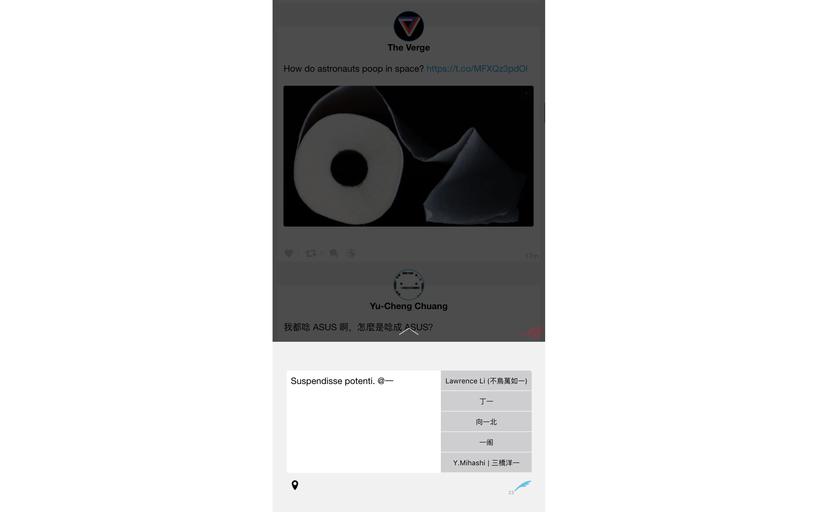 The Verge
How do astronauts poop in space? https://t.co/MFXQz3pdOl
17m
Yu-Cheng Chuang
我都唸 ASUS 啊，怎麼是唸成 ASUS?
Suspendisse potenti. @一
Lawrence Li (不鳥萬如一)
丁一
向一北
一阁
Y.Mihashi | 三橋洋一